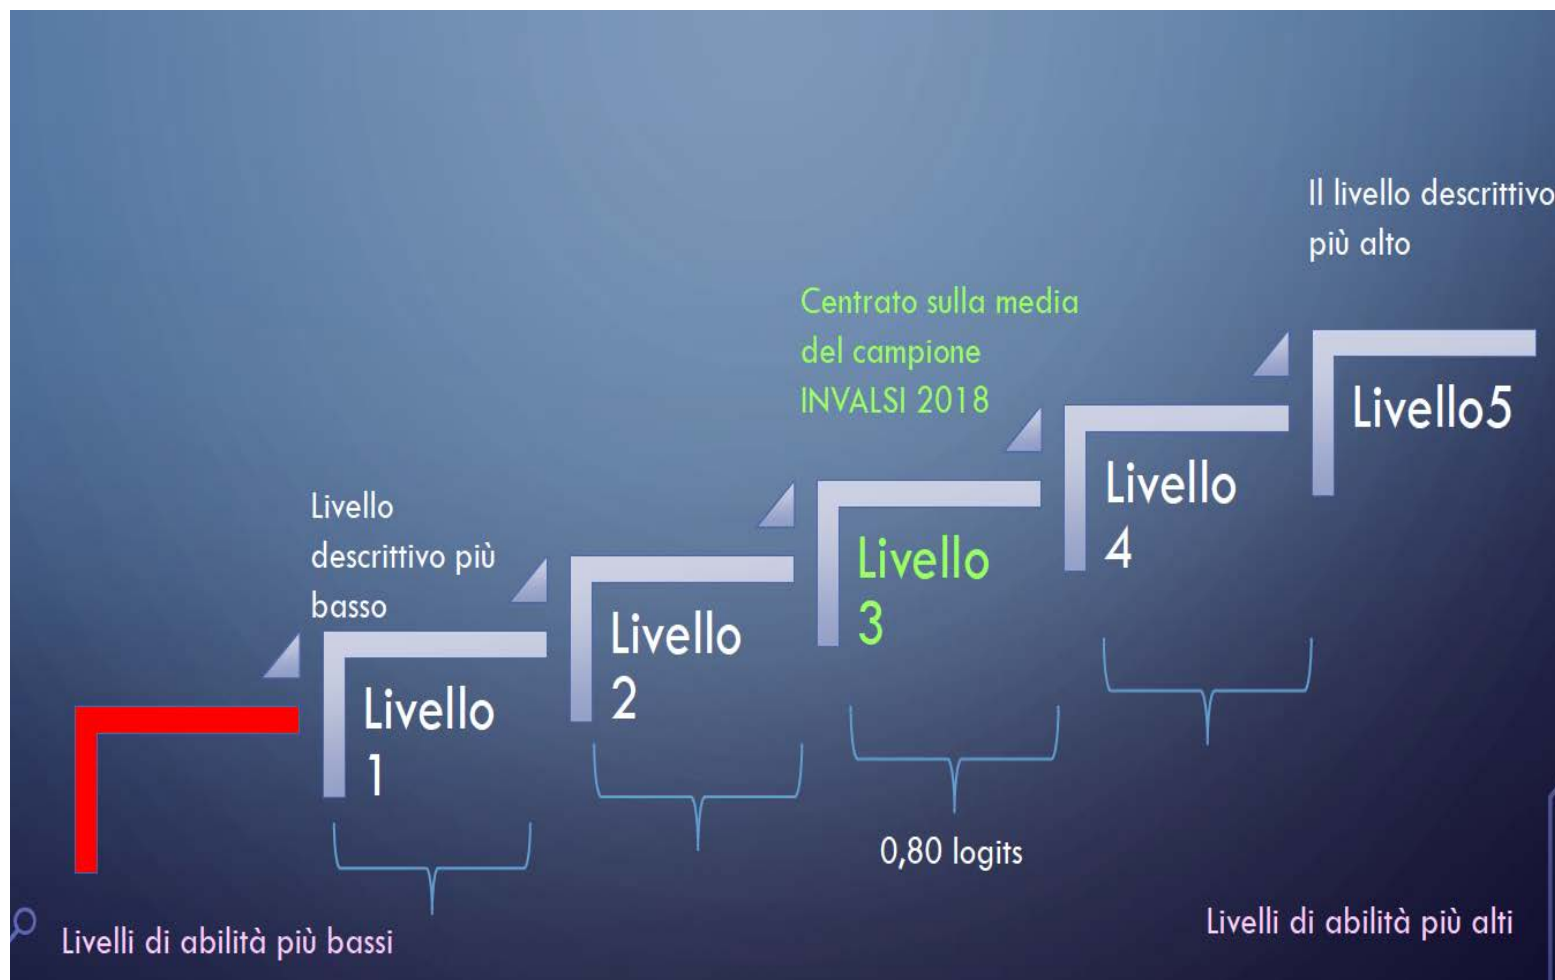 Il livello descrittivo
più alto
Livello5
Centrato sulla media
del campione
INVALSI 2018
Livello
4
Livello
3
Livello
descrittivo più
basso
Livello
2
Livello
1
0,80 logits
Livelli di abilità più bassi
Livelli di abilità più alti